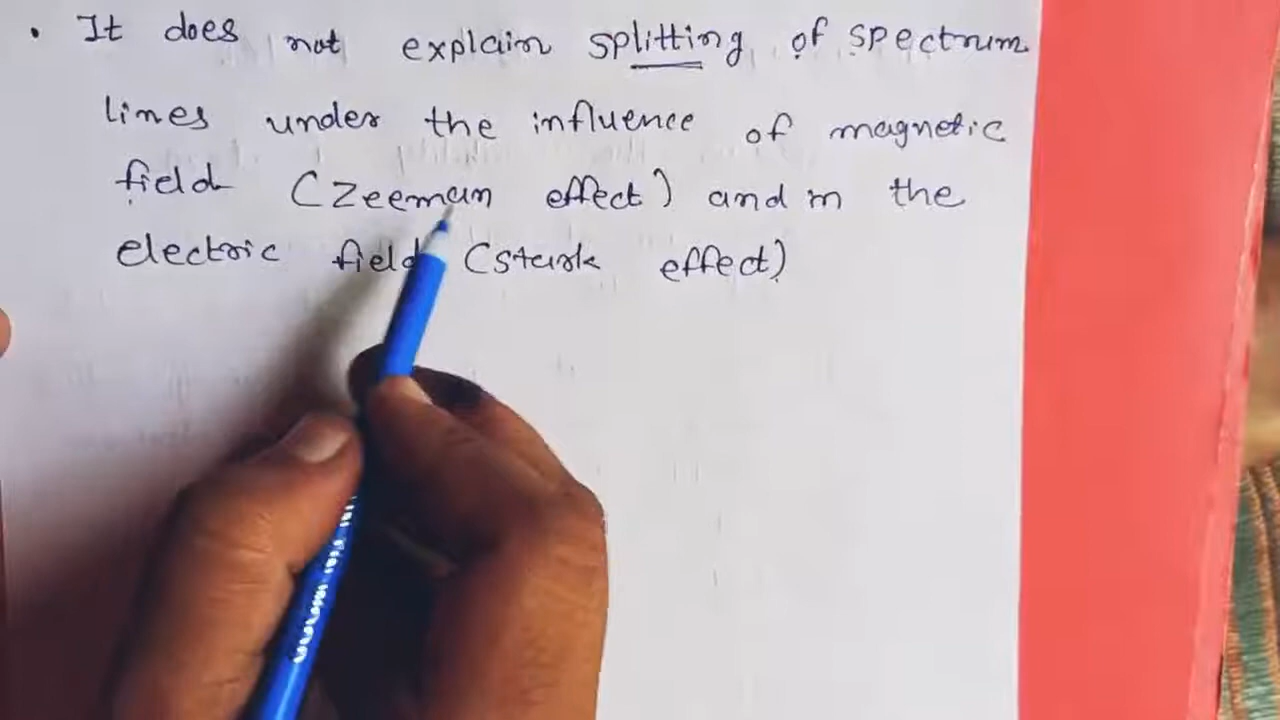 • It does not explain splitting of spectrum
lines under the influence of magnetic
field (Zeeman effect) and in the
electric field (stark effect)